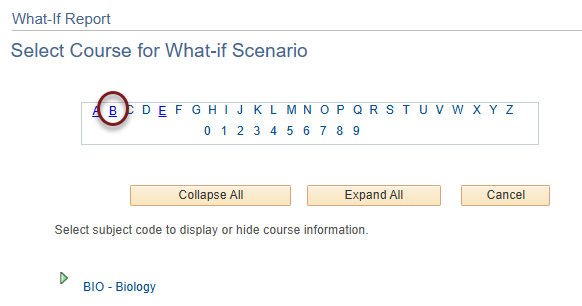 What-If Report
Select Course for What-if Scenario
A B C D E F G H I J K L M N O P Q R S T U V W X Y Z
0 1 2 3 4 5 6 7 8 9
Collapse All Expand All Cancel
Select subject code to display or hide course information.
BIO - Biology